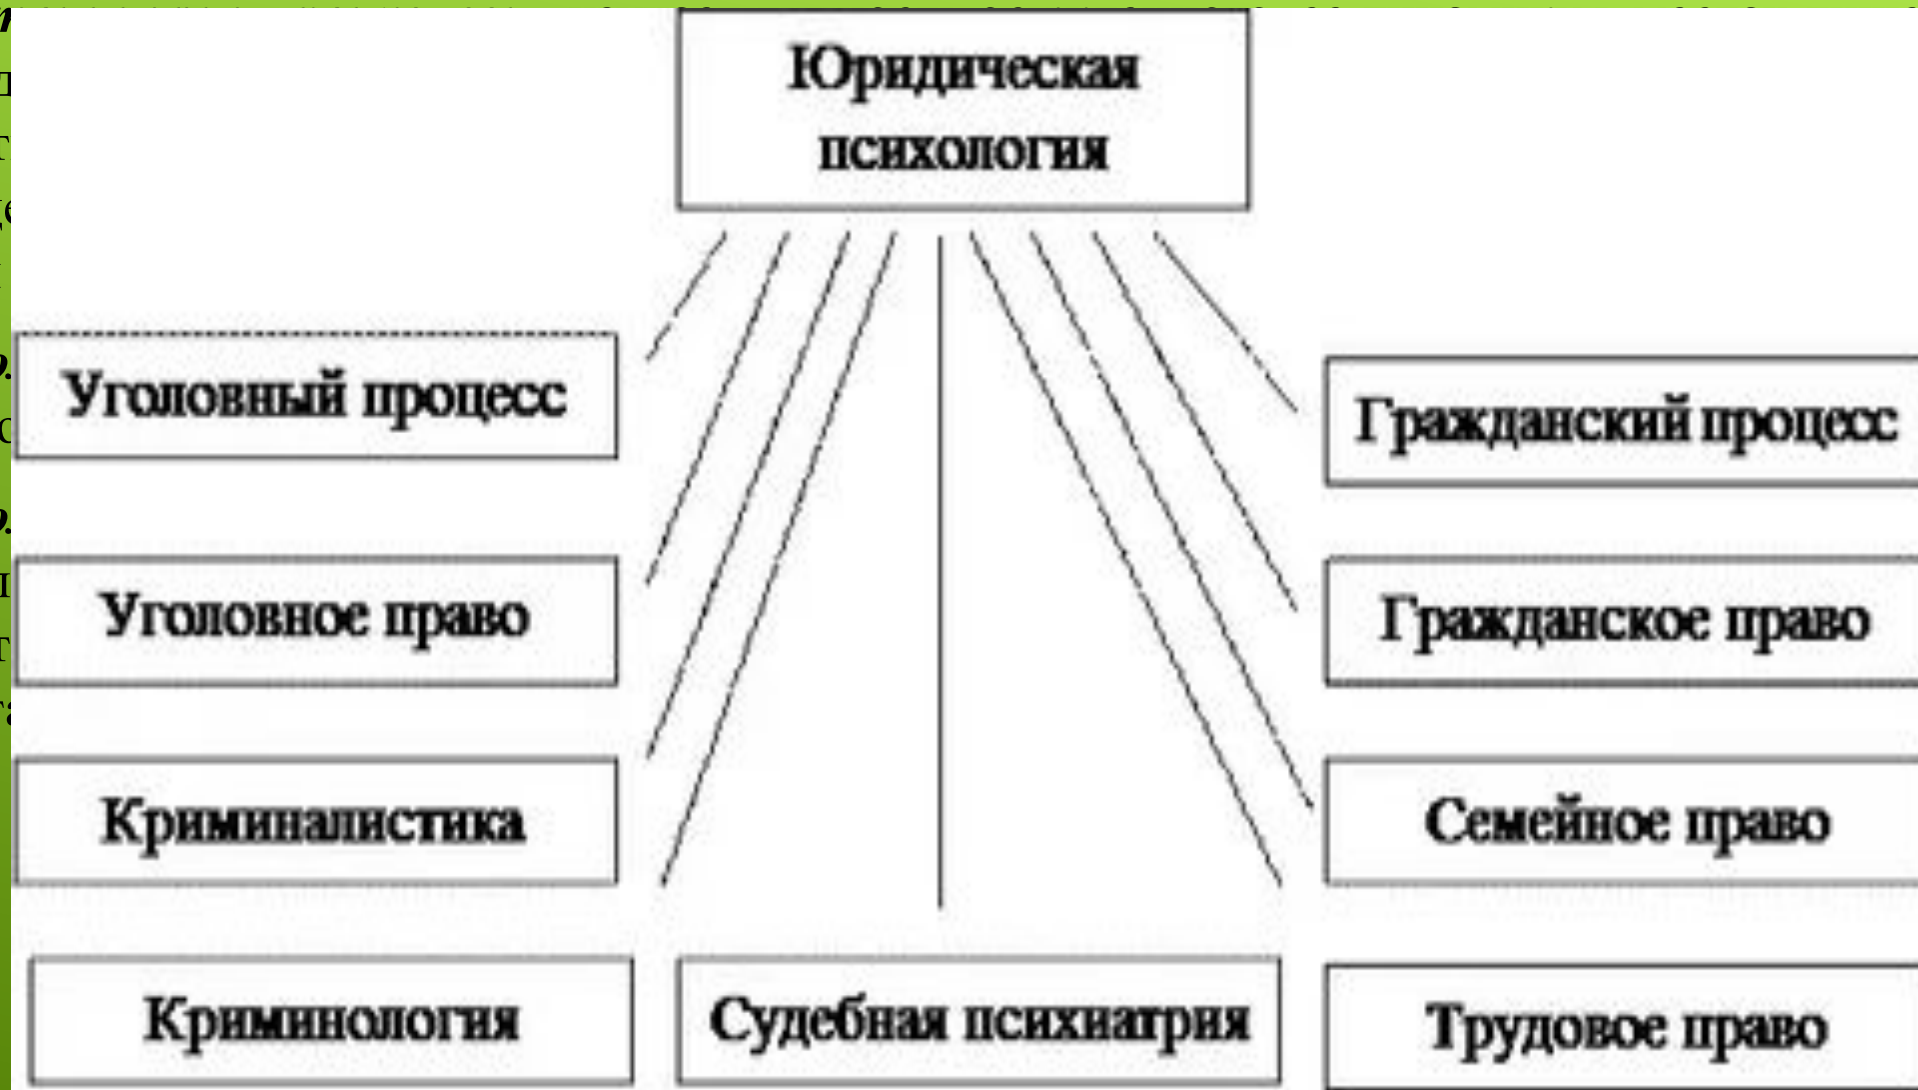 Юридическая
психология
Уголовный процесс
Гражданский процесс
Уголовное право
Гражданское право
Криминалистика
Семейное право
Криминология
Судебная психиатрия
Трудовое право